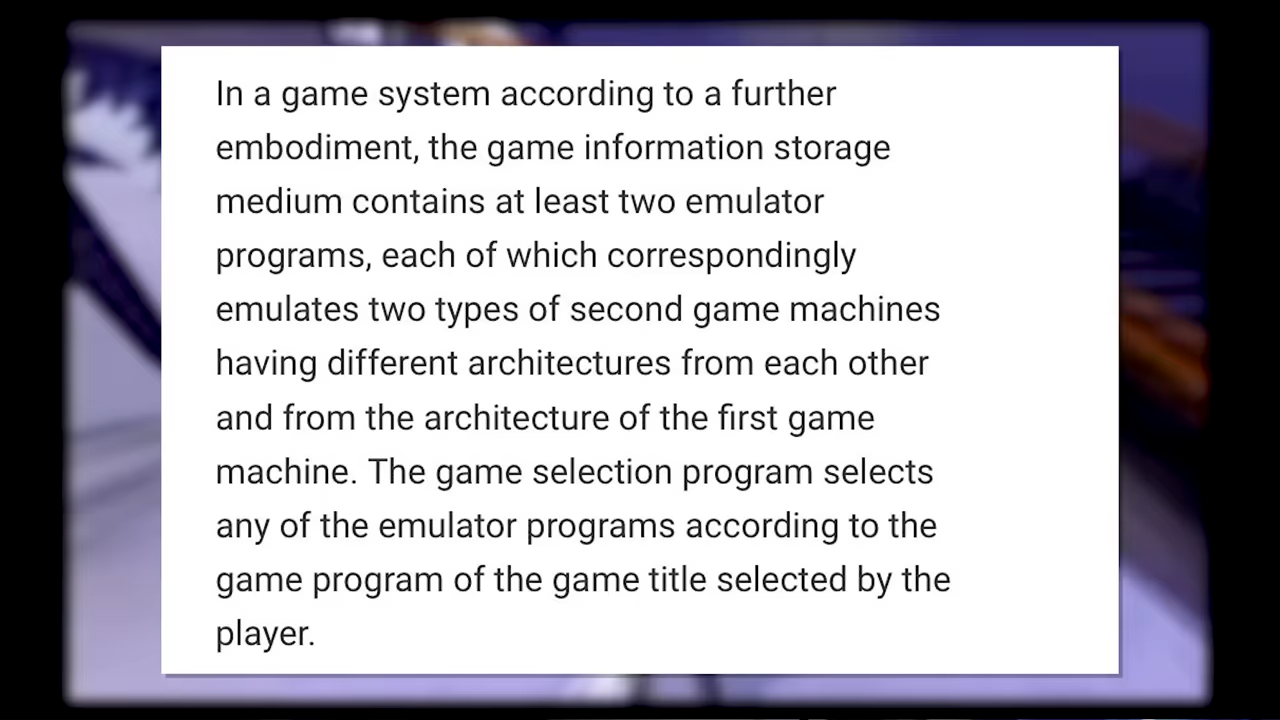 In a game system according to a further
embodiment, the game information storage
medium contains at least two emulator
programs, each of which correspondingly
emulates two types of second game machines
having different architectures from each other
and from the architecture of the first game
machine. The game selection program selects
any of the emulator programs according to the
game program of the game title selected by the
player.